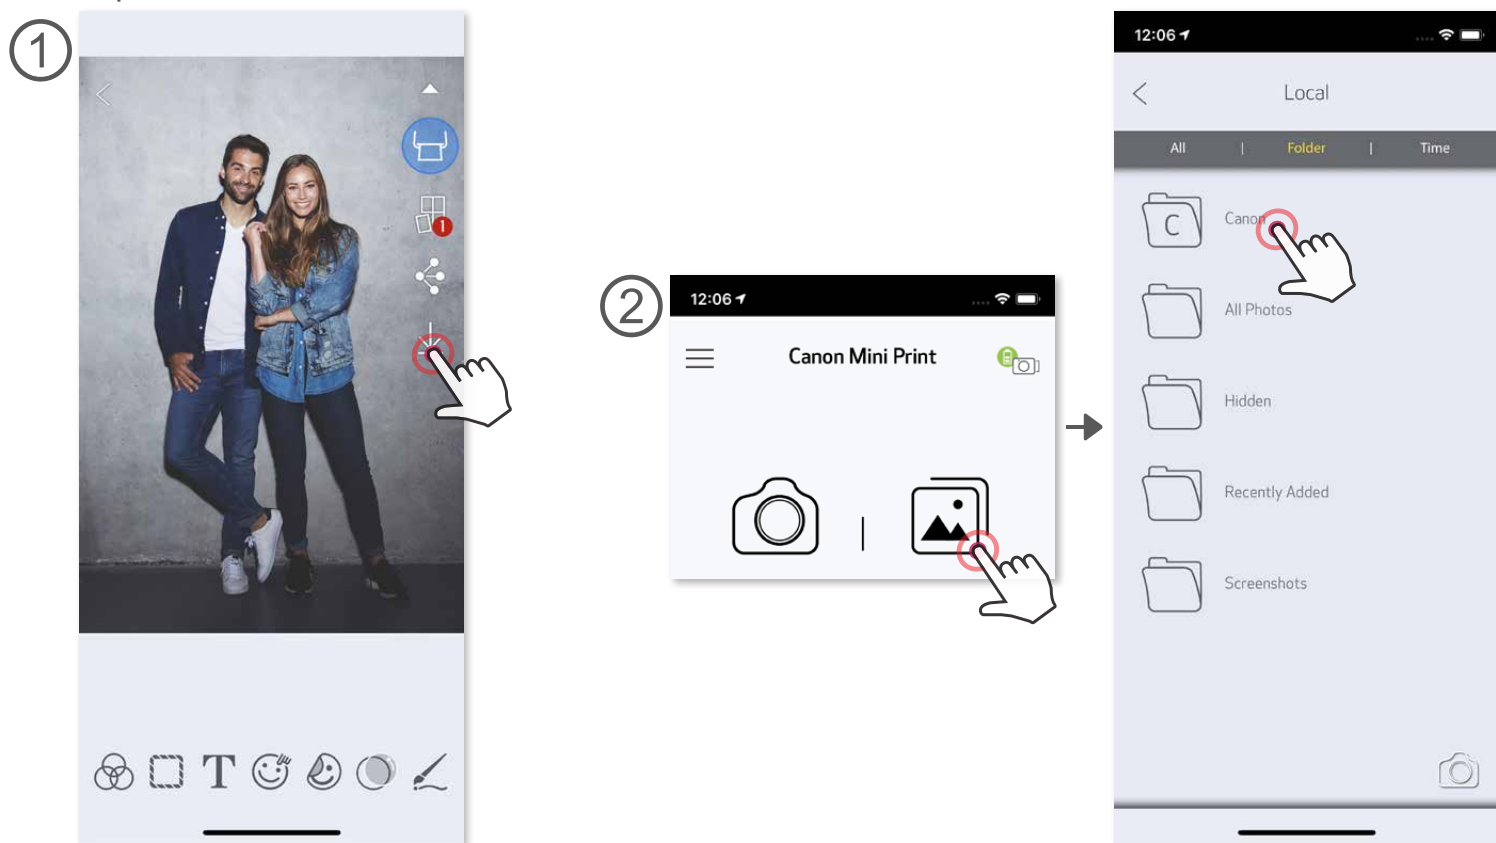 1
1
T
2
12:06
Canon Mini Print
12:06
Local
All | Folder | Time
C Canon
All Photos
Hidden
Recently Added
Screenshots